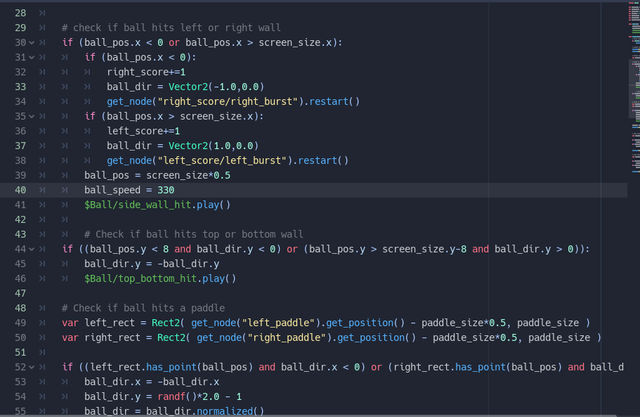 28
29 # check if ball hits left or right wall
30 if (ball_pos.x < 0 or ball_pos.x > screen_size.x):
31 if (ball_pos.x < 0):
32 right_score+=1
33 ball_dir = Vector2(-1.0,0.0)
34 get_node("right_score/right_burst").restart()
35 if (ball_pos.x > screen_size.x):
36 left_score+=1
37 ball_dir = Vector2(1.0,0.0)
38 get_node("left_score/left_burst").restart()
39 ball_pos = screen_size*0.5
40 ball_speed = 330
41 $Ball/side_wall_hit.play()
42
43 # Check if ball hits top or bottom wall
44 if ((ball_pos.y < 8 and ball_dir.y < 0) or (ball_pos.y > screen_size.y-8 and ball_dir.y > 0)):
45 ball_dir.y = -ball_dir.y
46 $Ball/top_bottom_hit.play()
47
48 # Check if ball hits a paddle
49 var left_rect = Rect2( get_node("left_paddle").get_position() - paddle_size*0.5, paddle_size )
50 var right_rect = Rect2( get_node("right_paddle").get_position() - paddle_size*0.5, paddle_size )
51
52 if ((left_rect.has_point(ball_pos) and ball_dir.x < 0) or (right_rect.has_point(ball_pos) and ball_d
53 ball_dir.x = -ball_dir.x
54 ball_dir.y = randf()*2.0 - 1
55 ball_dir = ball_dir.normalized()